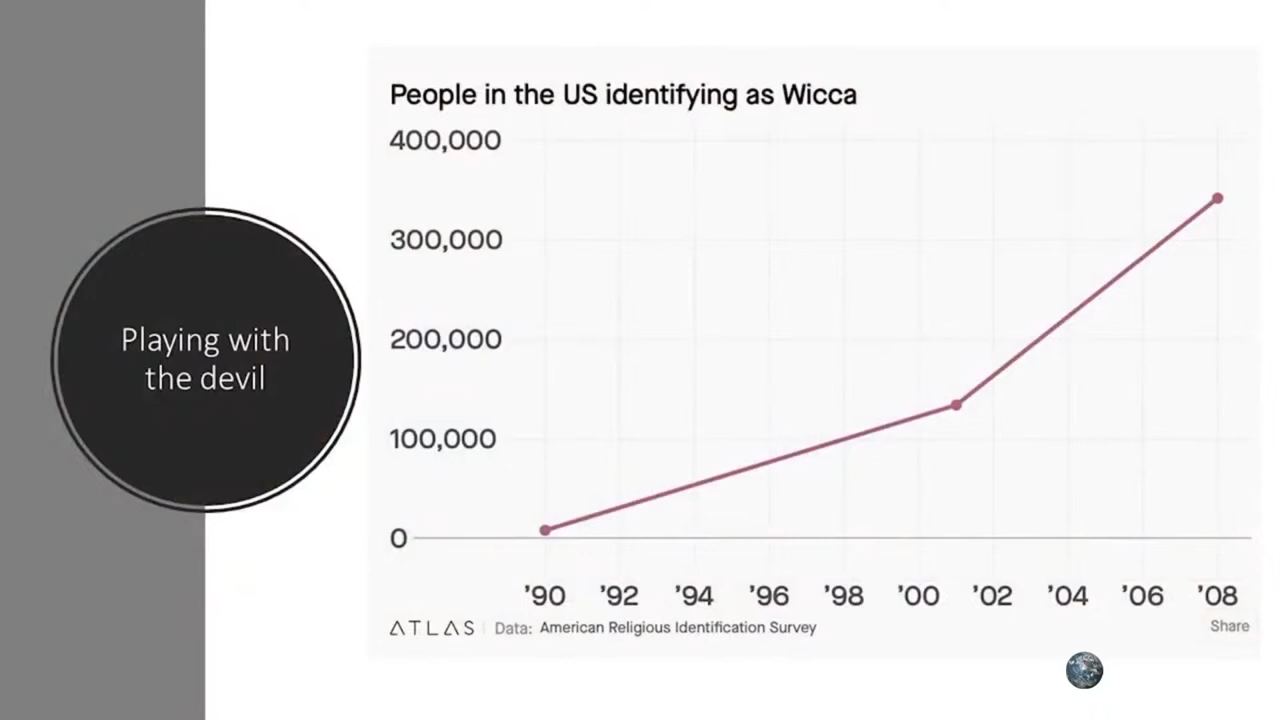 Playing with
the devil
People in the US identifying as Wicca
400,000
300,000
200,000
100,000
0
’90 ’92 ’94 ’96 ’98 ’00 ’02 ’04 ’06 ’08
ATLAS Data: American Religious Identification Survey Share